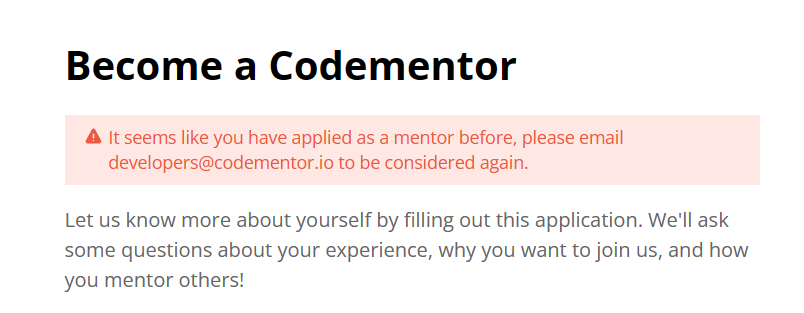 Become a Codementor
It seems like you have applied as a mentor before, please email
developers@codementor.io to be considered again.
Let us know more about yourself by filling out this application. We'll ask
some questions about your experience, why you want to join us, and how
you mentor others!